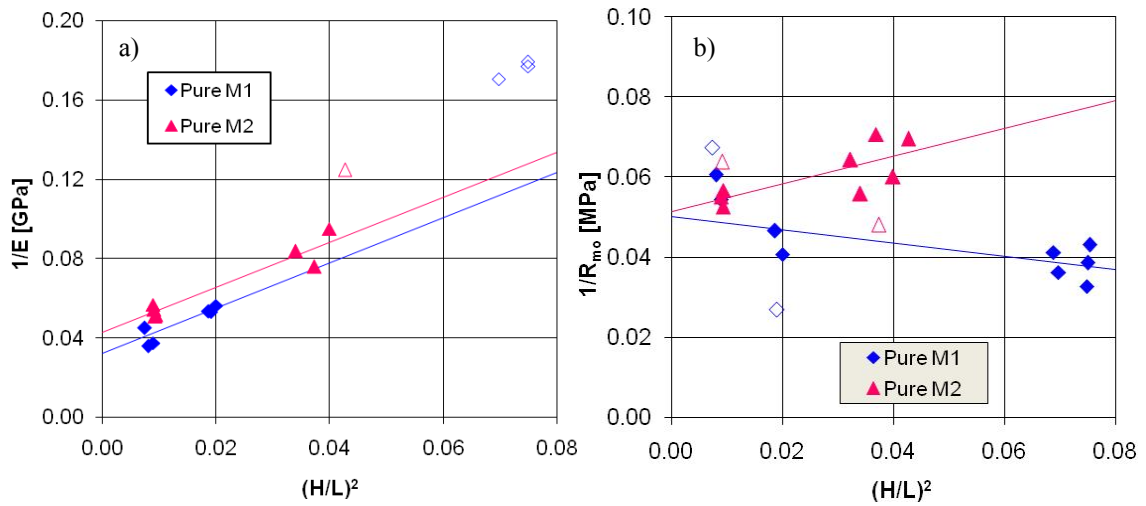 a)
Pure M1
Pure M2
1/E [GPa]
0.20
0.16
0.12
0.08
0.04
0.00
0.00 0.02 0.04 0.06 0.08
(H/L)²
b)
Pure M1
Pure M2
1/Rmo [MPa]
0.10
0.08
0.06
0.04
0.02
0.00
0.00 0.02 0.04 0.06 0.08
(H/L)²